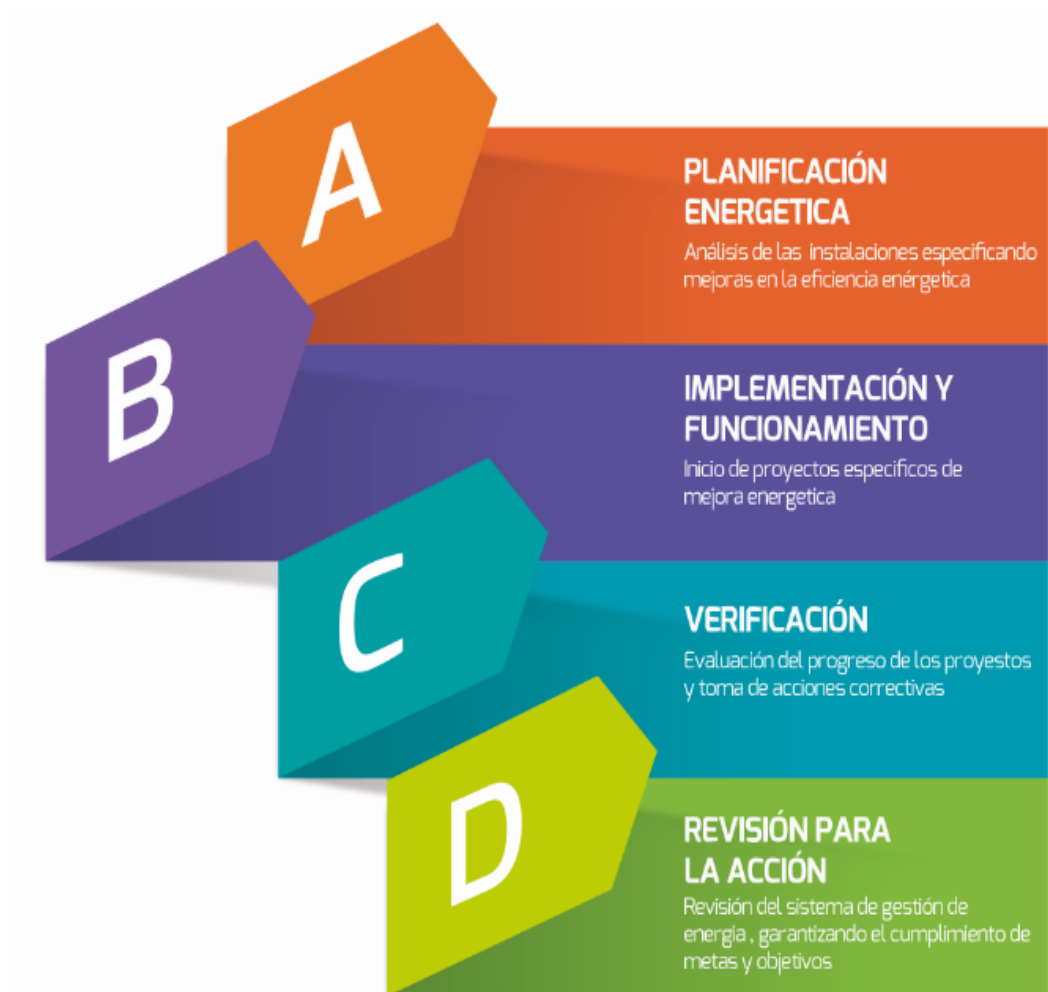 A
PLANIFICACIÓN
ENERGETICA
Análisis de las instalaciones especificando
mejoras en la eficiencia enérgetica
B
IMPLEMENTACIÓN Y
FUNCIONAMIENTO
Inicio de proyectos especificos de
mejora energetica
C
VERIFICACIÓN
Evaluación del progreso de los proyestos
y toma de acciones correctivas
D
REVISIÓN PARA
LA ACCIÓN
Revisión del sistema de gestión de
energia , garantizando el cumplimiento de
metas y objetivos